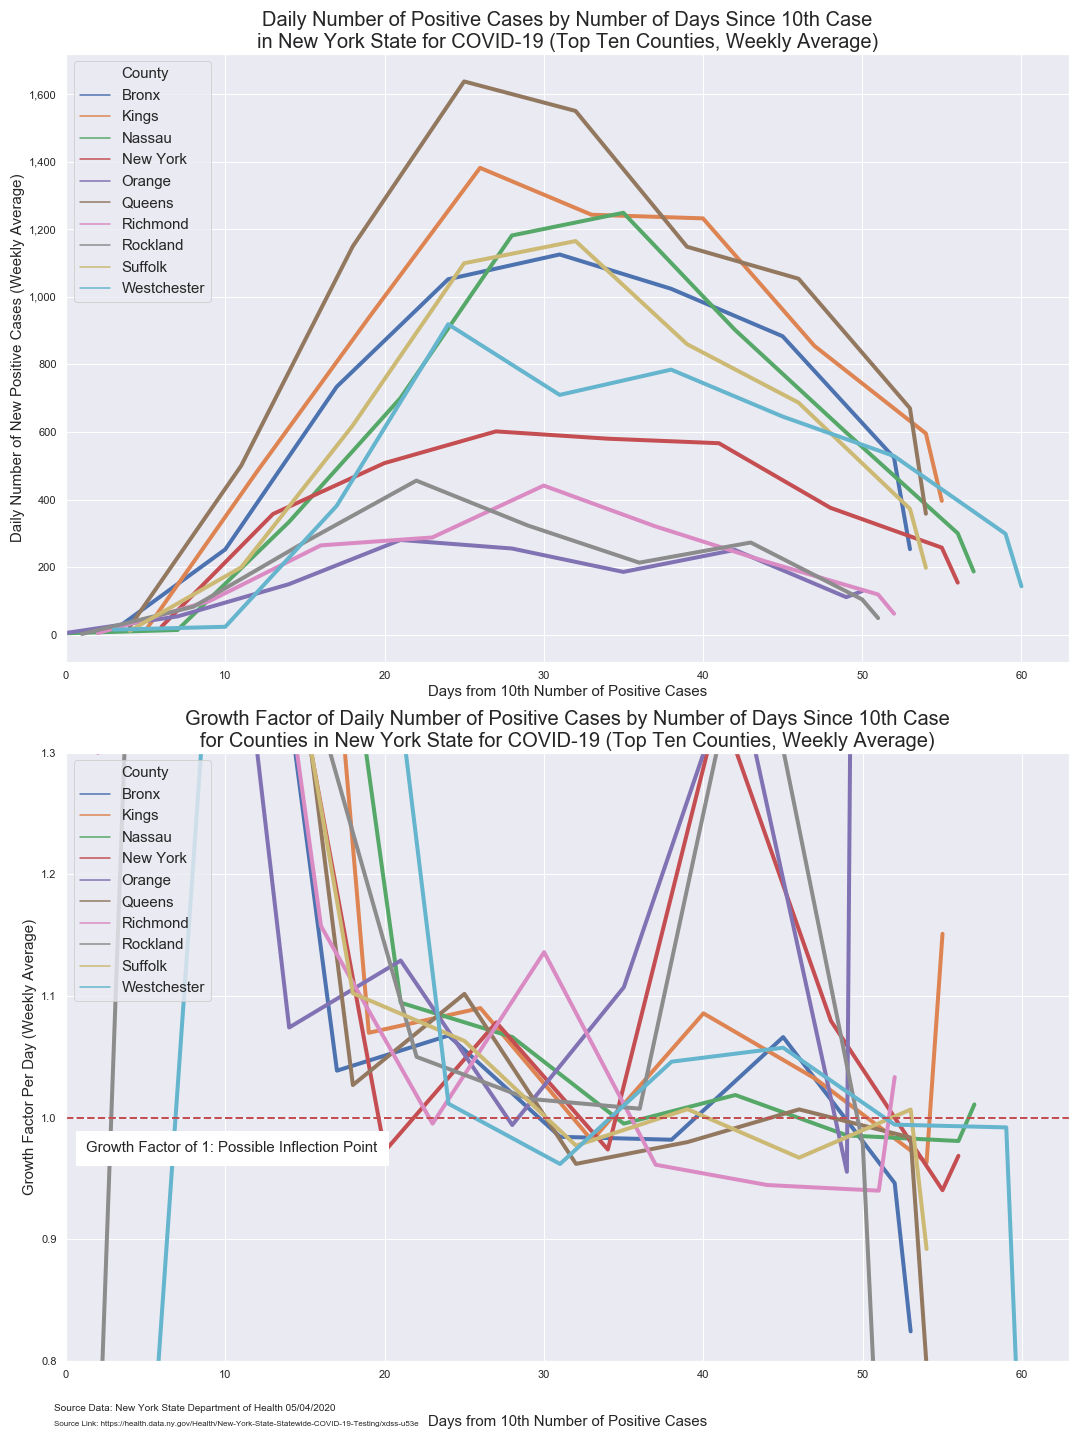 Daily Number of Positive Cases by Number of Days Since 10th Case
in New York State for COVID-19 (Top Ten Counties, Weekly Average)
Daily Number of New Positive Cases (Weekly Average)
1,600
1,400
1,200
1,000
800
600
400
200
0
County
Bronx
Kings
Nassau
New York
Orange
Queens
Richmond
Rockland
Suffolk
Westchester
0 10 20 30 40 50 60
Days from 10th Number of Positive Cases
Growth Factor of Daily Number of Positive Cases by Number of Days Since 10th Case
for Counties in New York State for COVID-19 (Top Ten Counties, Weekly Average)
Growth Factor Per Day (Weekly Average)
1.3
1.2
1.1
1.0
0.9
0.8
County
Bronx
Kings
Nassau
New York
Orange
Queens
Richmond
Rockland
Suffolk
Westchester
Growth Factor of 1: Possible Inflection Point
0 10 20 30 40 50 60
Days from 10th Number of Positive Cases
Source Data: New York State Department of Health 05/04/2020
Source Link: https://health.data.ny.gov/Health/New-York-State-Statewide-COVID-19-Testing/xdss-u53e